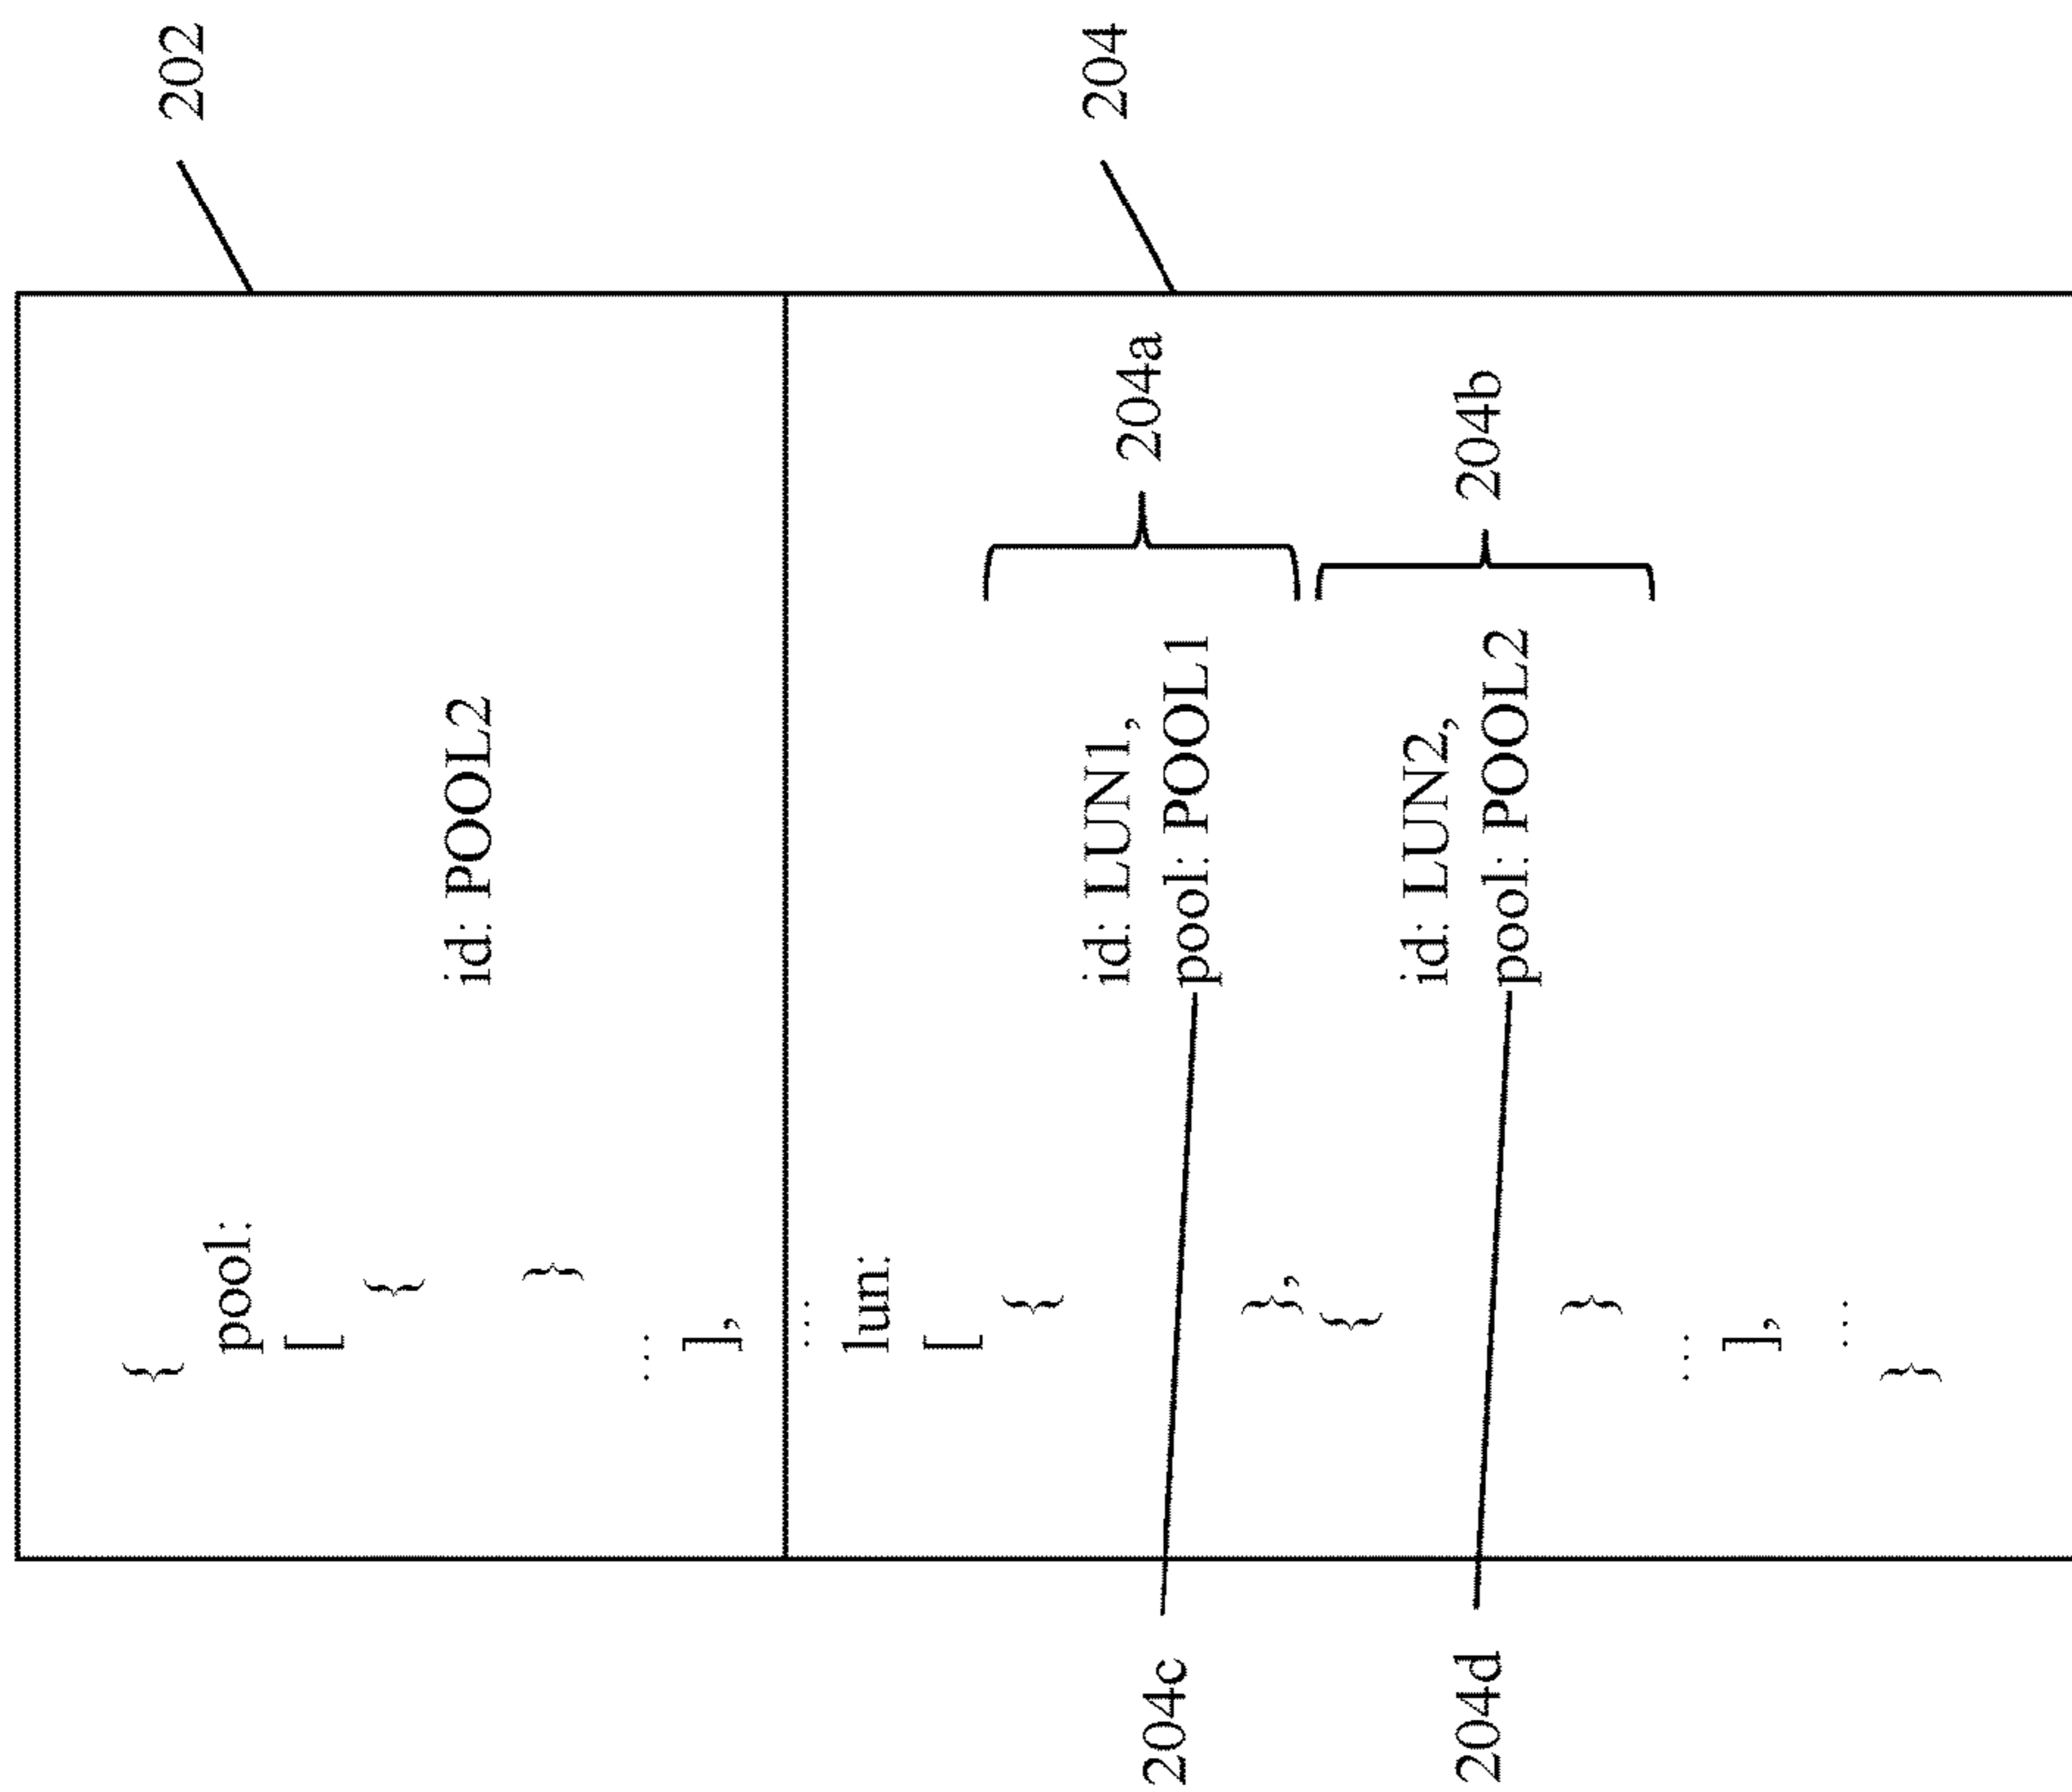 202
{
pool:
[
{
id: POOL2
}
...
],
...
204
lun:
[
{
id: LUN1,
204a
204c
pool: POOL1
},
{
id: LUN2,
204b
204d
pool: POOL2
}
...
],
...
}